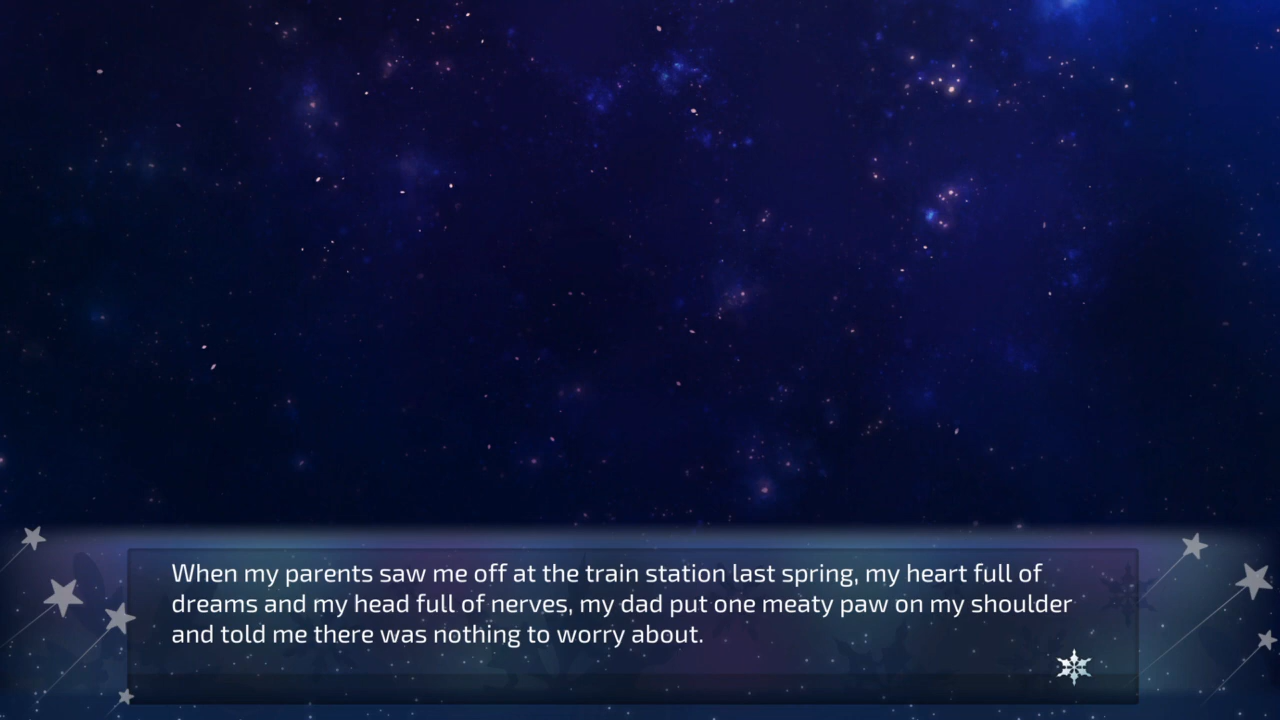 When my parents saw me off at the train station last spring, my heart full of
dreams and my head full of nerves, my dad put one meaty paw on my shoulder
and told me there was nothing to worry about.